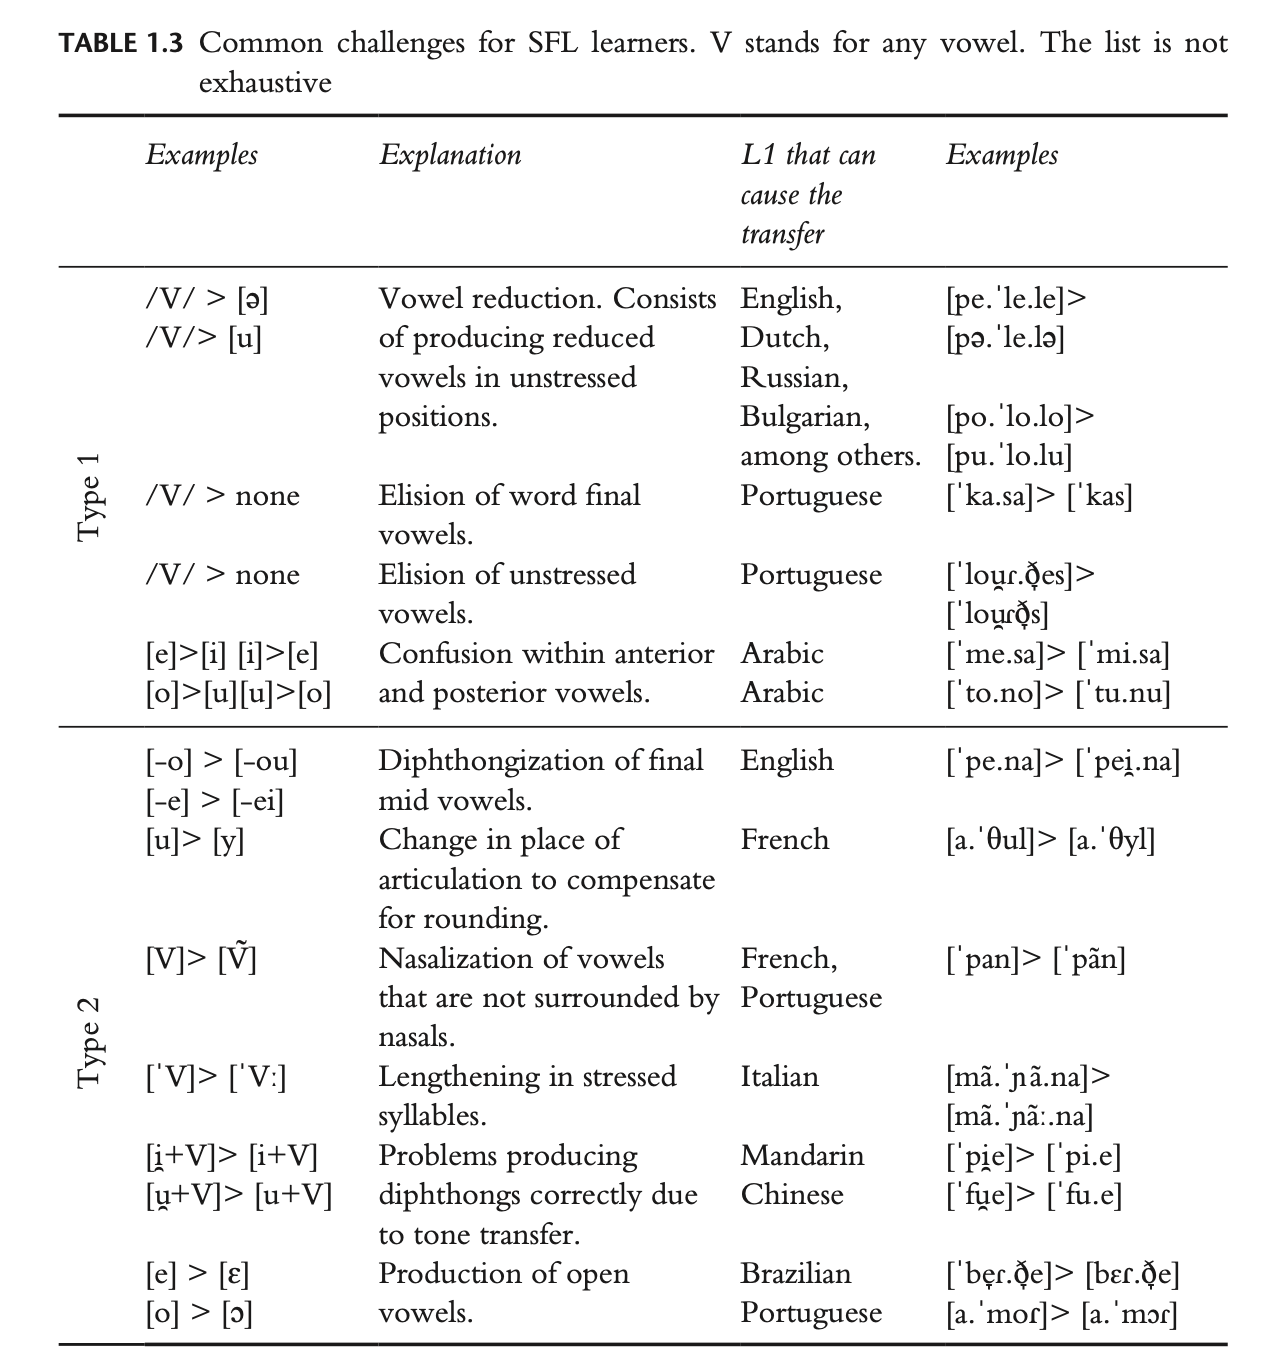 TABLE 1.3 Common challenges for SFL learners. V stands for any vowel. The list is not
exhaustive
Examples Explanation L1 that can Examples
cause the
transfer
Type 1
/V/ > [ə] Vowel reduction. Consists English, [pe.ˈle.le]>
/V/> [u] of producing reduced Dutch, [pə.ˈle.lə]
vowels in unstressed Russian,
positions. Bulgarian, [po.ˈlo.lo]>
among others. [pu.ˈlo.lu]
/V/ > none Elision of word final Portuguese [ˈka.sa]> [ˈkas]
vowels.
/V/ > none Elision of unstressed Portuguese [ˈlou̯ɾ.ð̞es]>
vowels. [ˈlou̯ɾð̞s]
[e]>[i] [i]>[e] Confusion within anterior Arabic [ˈme.sa]> [ˈmi.sa]
[o]>[u][u]>[o] and posterior vowels. Arabic [ˈto.no]> [ˈtu.nu]
Type 2
[–o] > [–ou] Diphthongization of final English [ˈpe.na]> [ˈpei̯.na]
[–e] > [–ei] mid vowels.
[u]> [y] Change in place of French [a.ˈθul]> [a.ˈθyl]
articulation to compensate
for rounding.
[V]> [Ṽ] Nasalization of vowels French, [ˈpan]> [ˈpãn]
that are not surrounded by Portuguese
nasals.
[ˈV]> [ˈVː] Lengthening in stressed Italian [mã.ˈɲã.na]>
syllables. [mã.ˈɲãː.na]
[i̯+V]> [i+V] Problems producing Mandarin [ˈpi̯e]> [ˈpi.e]
[u̯+V]> [u+V] diphthongs correctly due Chinese [ˈfu̯e]> [ˈfu.e]
to tone transfer.
[e] > [ɛ] Production of open Brazilian [ˈbe̞ɾ.ð̞e]> [bɛɾ.ð̞e]
[o] > [ɔ] vowels. Portuguese [a.ˈmoɾ]> [a.ˈmɔɾ]